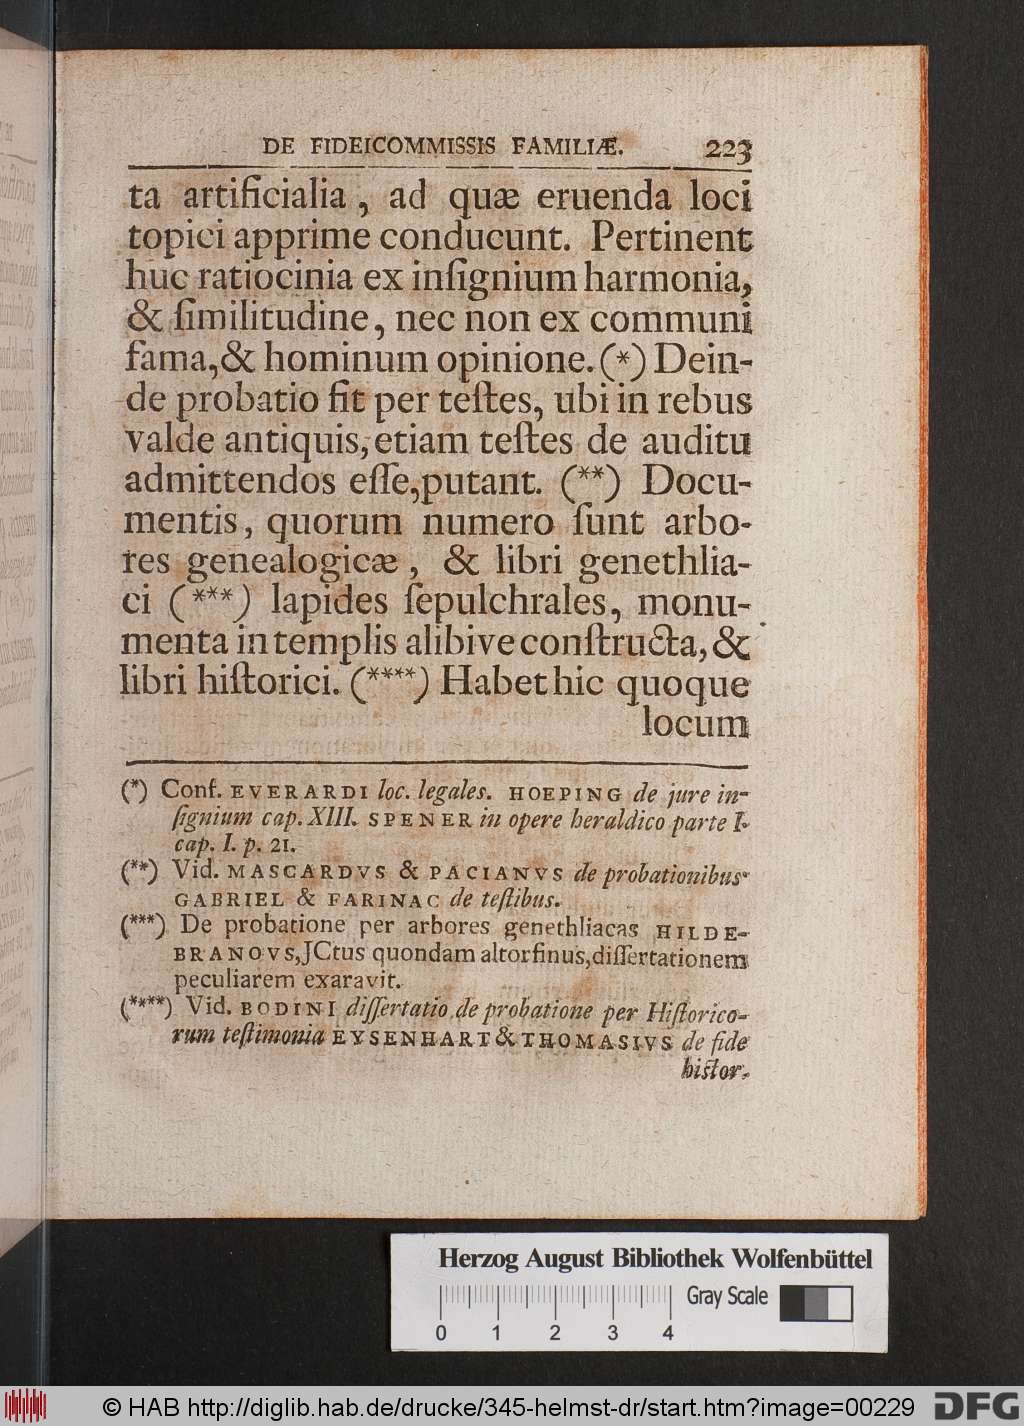 DE FIDEICOMMISSIS FAMILIÆ. 223
ta artificialia, ad quæ eruenda loci
topici apprime conducunt. Pertinent
huc ratiocinia ex inſignium harmonia,
& ſimilitudine, nec non ex communi
fama, & hominum opinione. (*) Dein-
de probatio fit per teſtes, ubi in rebus
valde antiquis, etiam teſtes de auditu
admittendos eſſe, putant. (**) Docu-
mentis, quorum numero ſunt arbo-
res genealogicæ, & libri genethlia-
ci (***) lapides ſepulchrales, monu-
menta in templis alibive conſtructa, &
libri hiſtorici. (****) Habet hic quoque
locum
(*) Conf. EVERARDI loc. legales. HOEPING de jure in-
ſignium cap. XIII. SPENER in opere heraldico parte I.
cap. I. p. 21.
(**) Vid. MASCARDVS & PACIANVS de probationibus
GABRIEL & FARINAC de teſtibus.
(***) De probatione per arbores genethliacas HILDE-
BRANOVS, JCtus quondam altorfinus, diſſertationem
peculiarem exaravit.
(****) Vid. BODINI diſſertatio de probatione per Hiſtorico-
rum teſtimonia EYSENHART & THOMASIVS de fide
hiſtor.
Herzog August Bibliothek Wolfenbüttel
Gray Scale
0 1 2 3 4
© HAB http://diglib.hab.de/drucke/345-helmst-dr/start.htm?image=00229
DFG